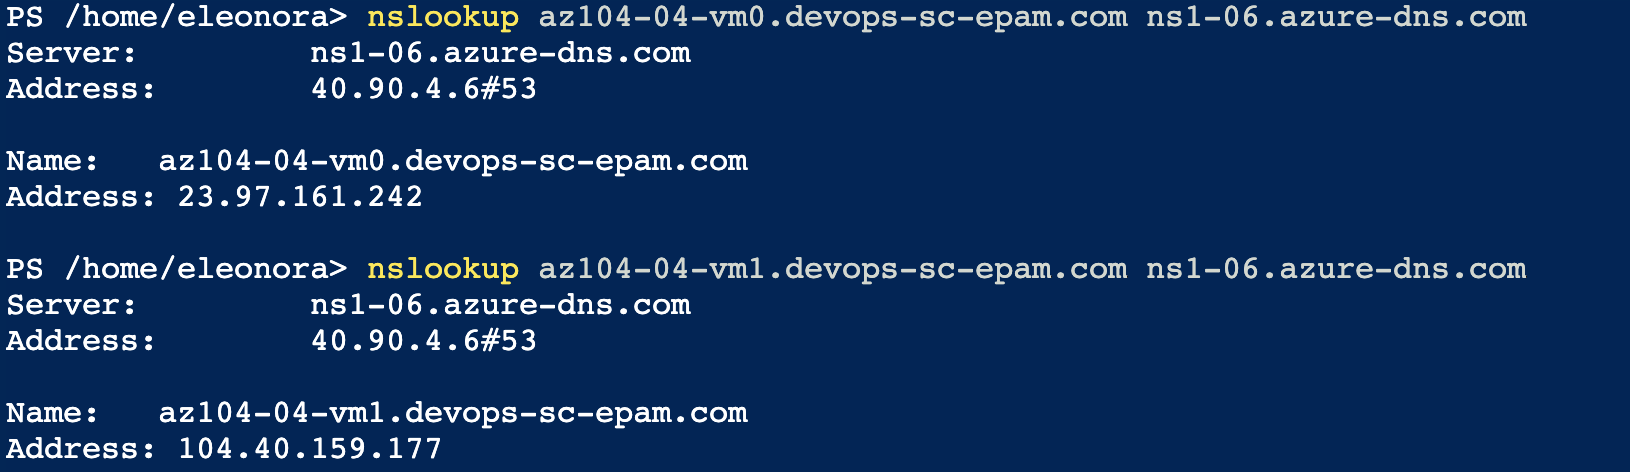 PS /home/eleonora> nslookup az104-04-vm0.devops-sc-epam.com ns1-06.azure-dns.com
Server:         ns1-06.azure-dns.com
Address:        40.90.4.6#53

Name:   az104-04-vm0.devops-sc-epam.com
Address: 23.97.161.242

PS /home/eleonora> nslookup az104-04-vm1.devops-sc-epam.com ns1-06.azure-dns.com
Server:         ns1-06.azure-dns.com
Address:        40.90.4.6#53

Name:   az104-04-vm1.devops-sc-epam.com
Address: 104.40.159.177